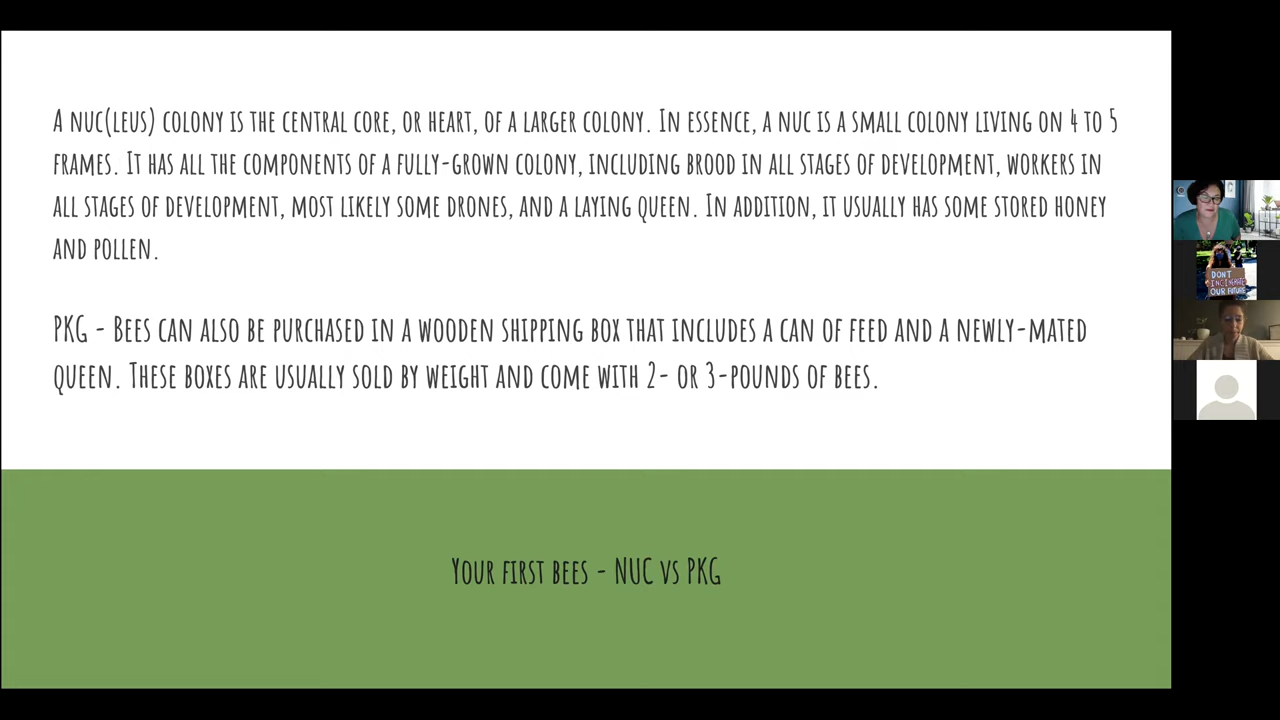 A nuc(leus) colony is the central core, or heart, of a larger colony. In essence, a nuc is a small colony living on 4 to 5
frames. It has all the components of a fully-grown colony, including brood in all stages of development, workers in
all stages of development, most likely some drones, and a laying queen. In addition, it usually has some stored honey
and pollen.
PKG - Bees can also be purchased in a wooden shipping box that includes a can of feed and a newly-mated
queen. These boxes are usually sold by weight and come with 2- or 3-pounds of bees.
Your first bees - NUC vs PKG
DONT
INCINERATE
OUR FUTURE